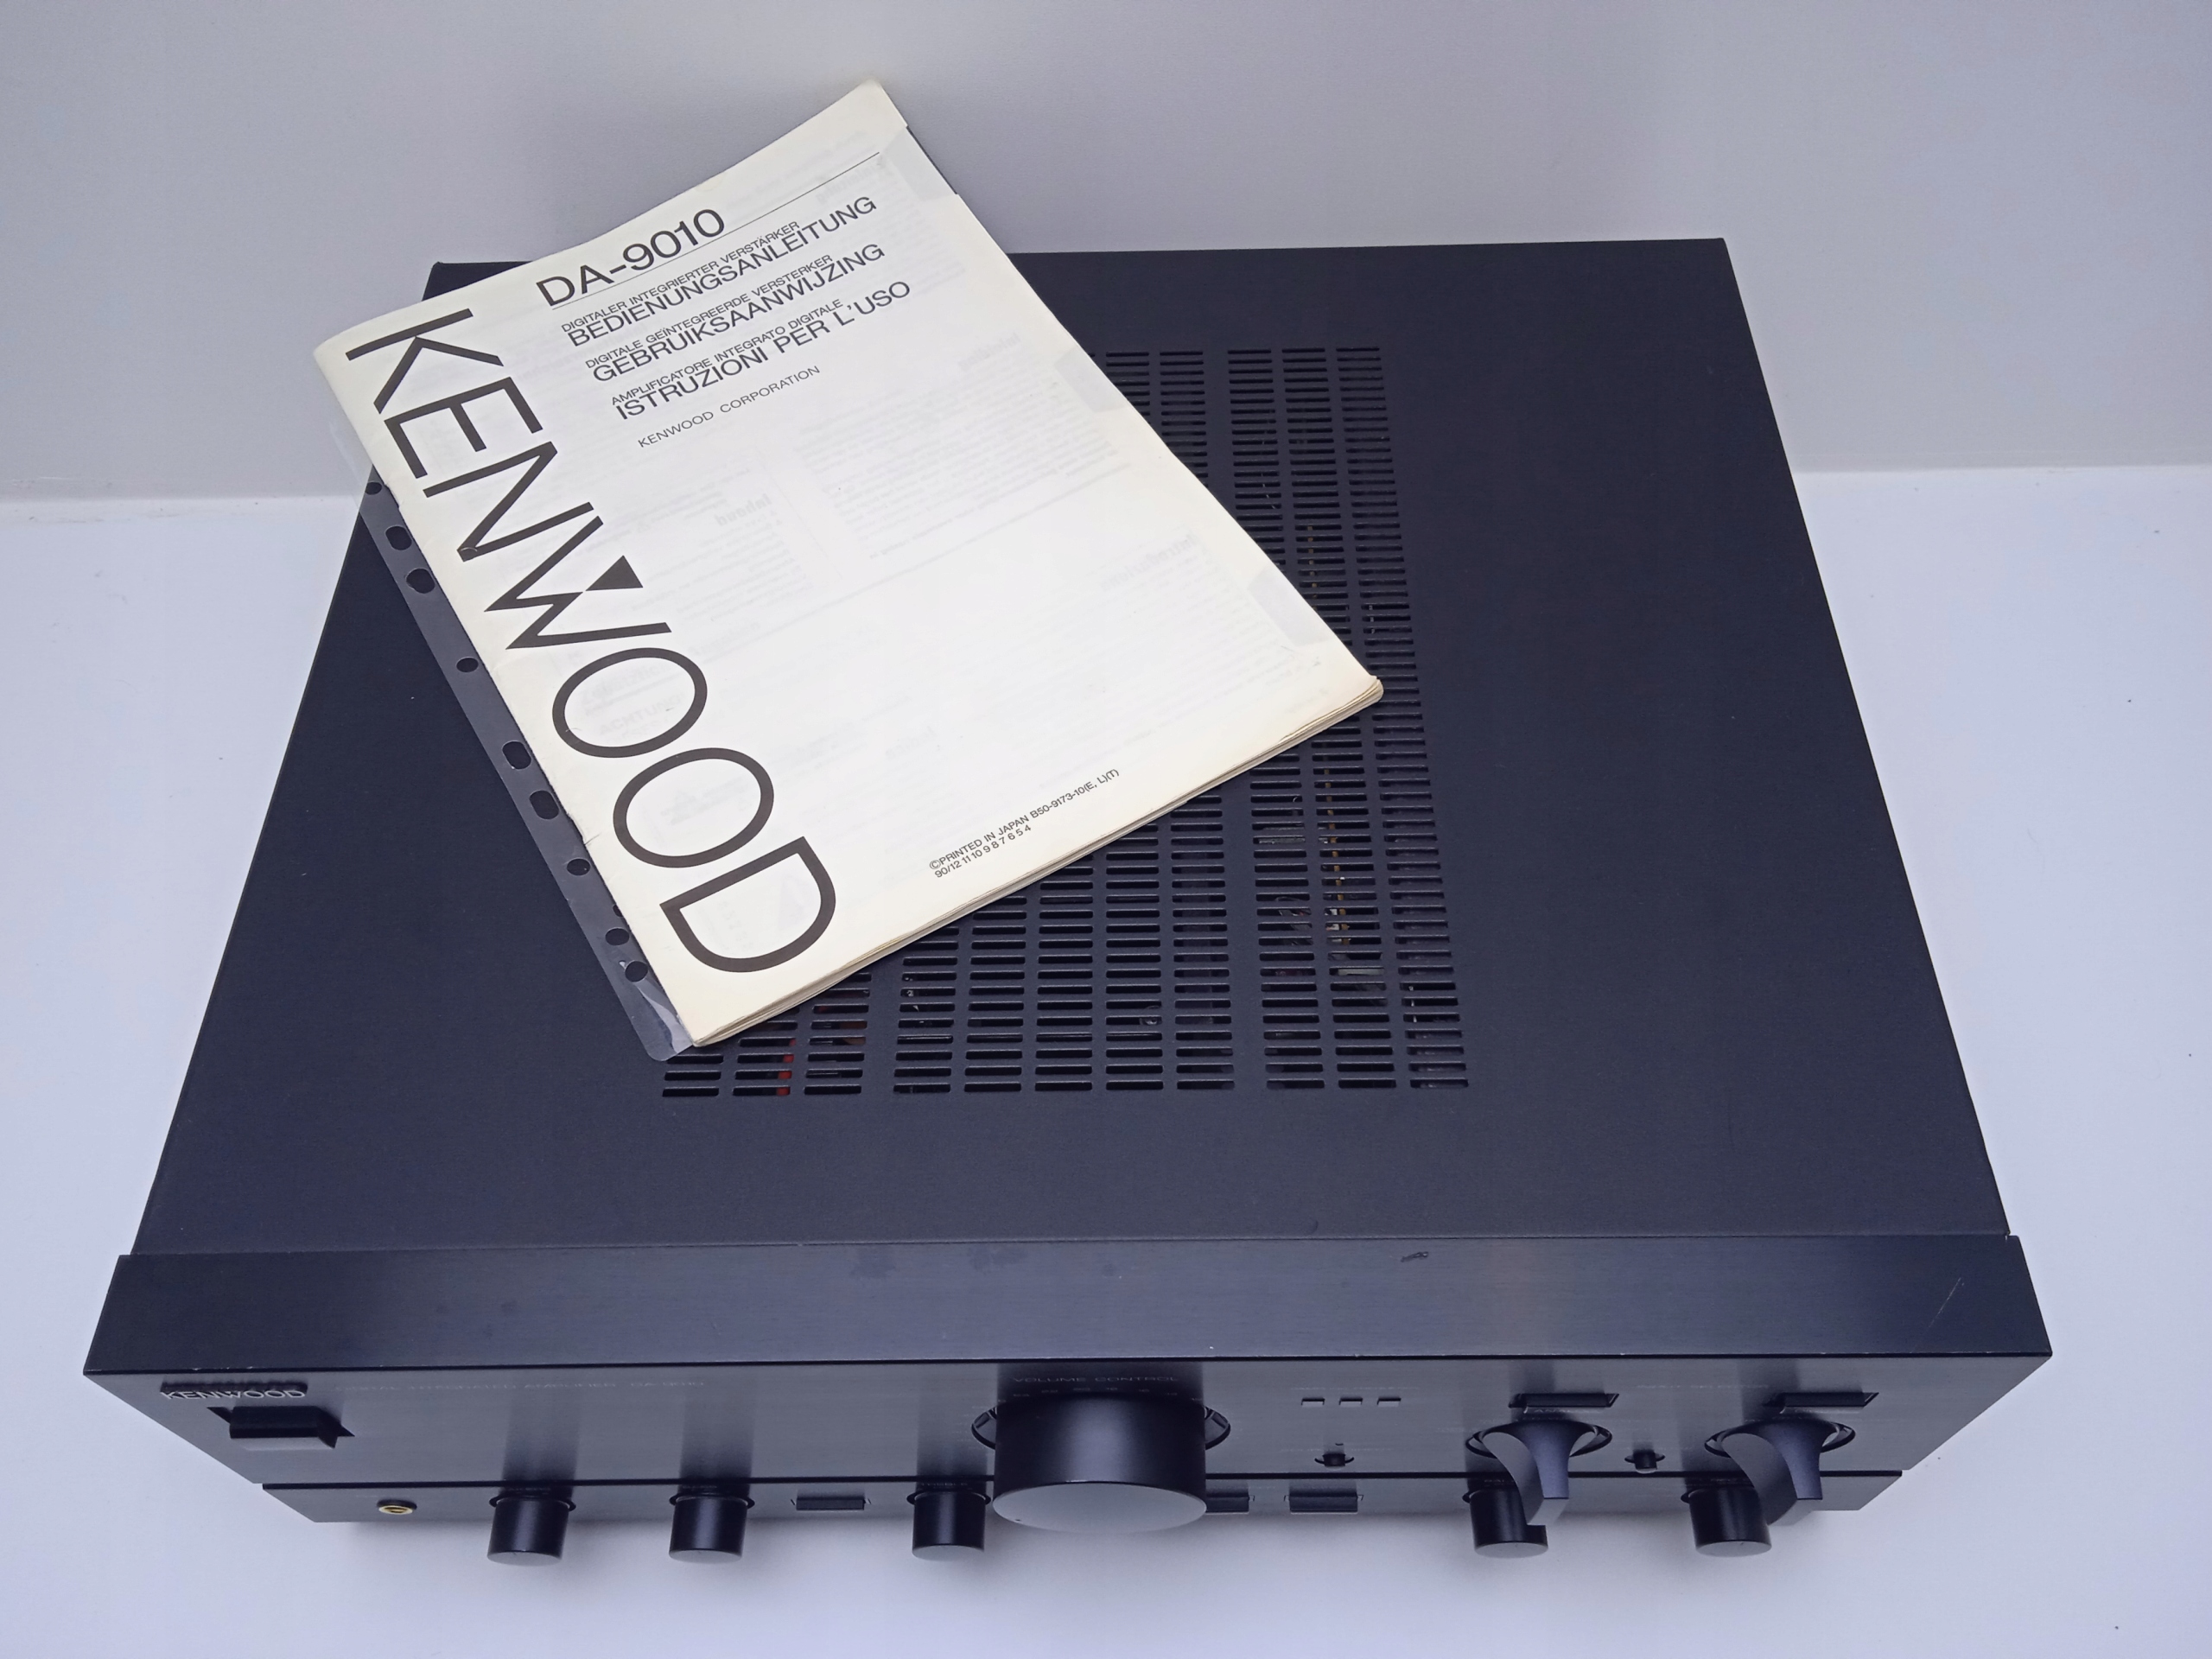 DA-9010
DIGITALER INTEGRIERTER VERSTÄRKER
BEDIENUNGSANLEITUNG
DIGITALE GEÏNTEGREERDE VERSTERKER
GEBRUIKSAANWIJZING
AMPLIFICATORE INTEGRATO DIGITALE
ISTRUZIONI PER L'USO
KENWOOD CORPORATION
KENWOOD
©PRINTED IN JAPAN B50-9173-10(E, L)(T)
90/12 11 10 9 8 7 6 5 4
KENWOOD
VOLUME CONTROL